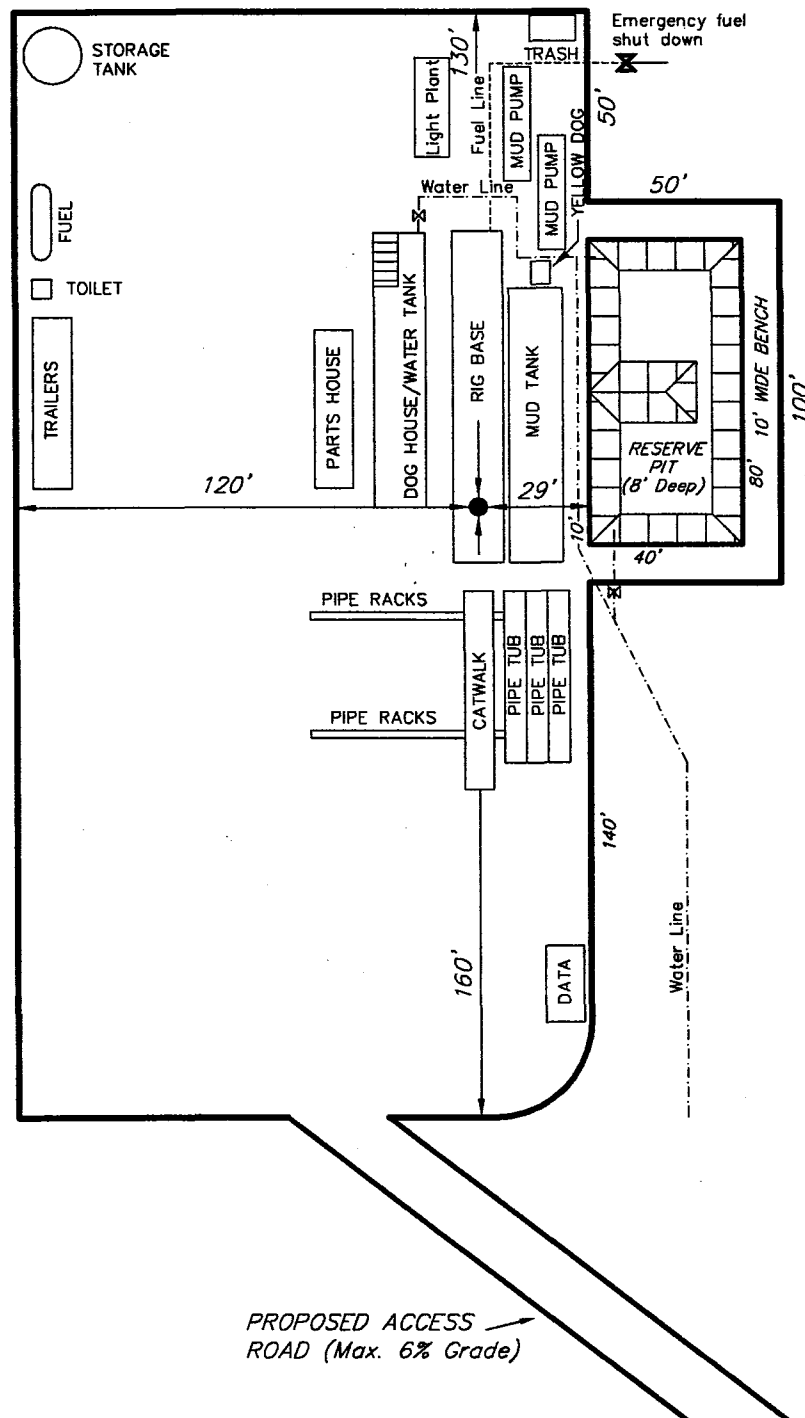 STORAGE
TANK
130'
Light Plant
Fuel Line
TRASH
Emergency fuel
shut down
50'
MUD PUMP
MUD PUMP
YELLOW DOG
Water Line
50'
FUEL
TOILET
TRAILERS
PARTS HOUSE
DOG HOUSE/WATER TANK
RIG BASE
MUD TANK
RESERVE
PIT
(8' Deep)
80'
10' WIDE BENCH
100'
120'
29'
10'
40'
PIPE RACKS
PIPE RACKS
CATWALK
PIPE TUB
PIPE TUB
PIPE TUB
140'
160'
DATA
Water Line
PROPOSED ACCESS
ROAD (Max. 6% Grade)